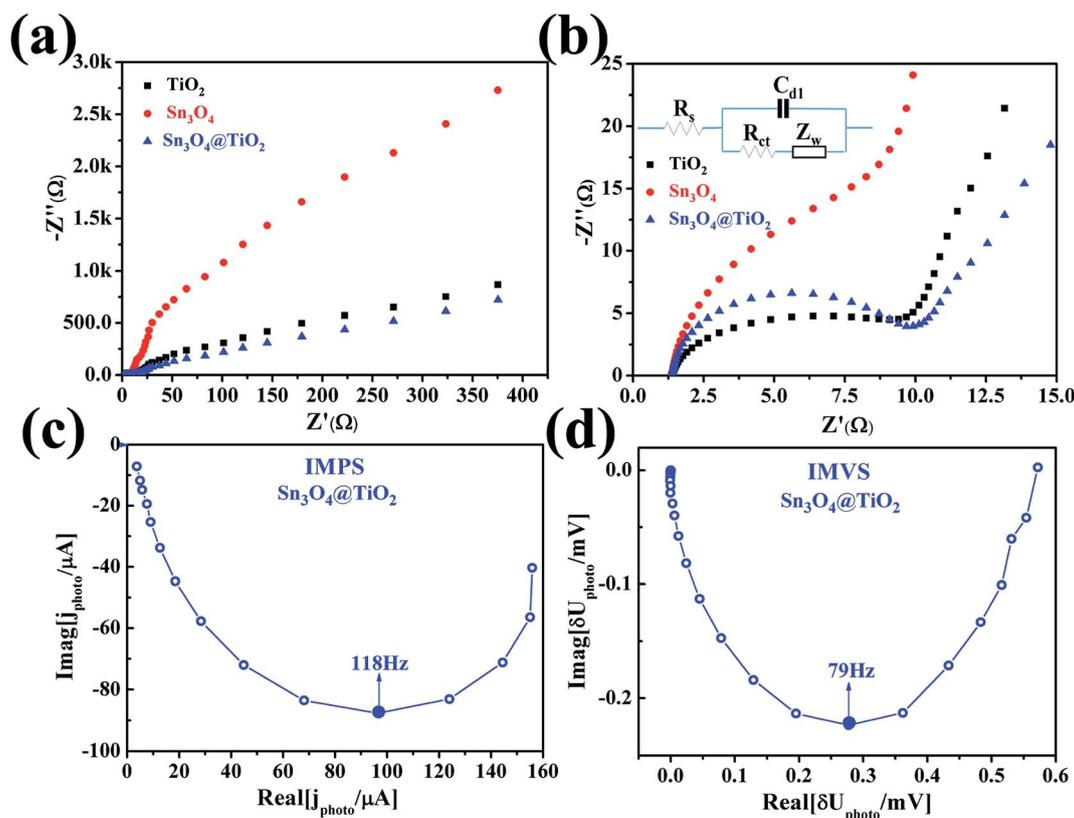 (a)
3.0k
2.5k
2.0k
1.5k
1.0k
500.0
0.0
-Z''(Ω)
TiO2
Sn3O4
Sn3O4@TiO2
0 50 100 150 200 250 300 350 400
Z'(Ω)
(b)
25
20
15
10
5
0
-Z''(Ω)
Rs
Cd1
Rct
Zw
TiO2
Sn3O4
Sn3O4@TiO2
0.0 2.5 5.0 7.5 10.0 12.5 15.0
Z'(Ω)
(c)
0
-20
-40
-60
-80
-100
Imag[jphoto/μA]
IMPS
Sn3O4@TiO2
118Hz
0 20 40 60 80 100 120 140 160
Real[jphoto/μA]
(d)
0.0
-0.1
-0.2
Imag[δUphoto/mV]
IMVS
Sn3O4@TiO2
79Hz
0.0 0.1 0.2 0.3 0.4 0.5 0.6
Real[δUphoto/mV]